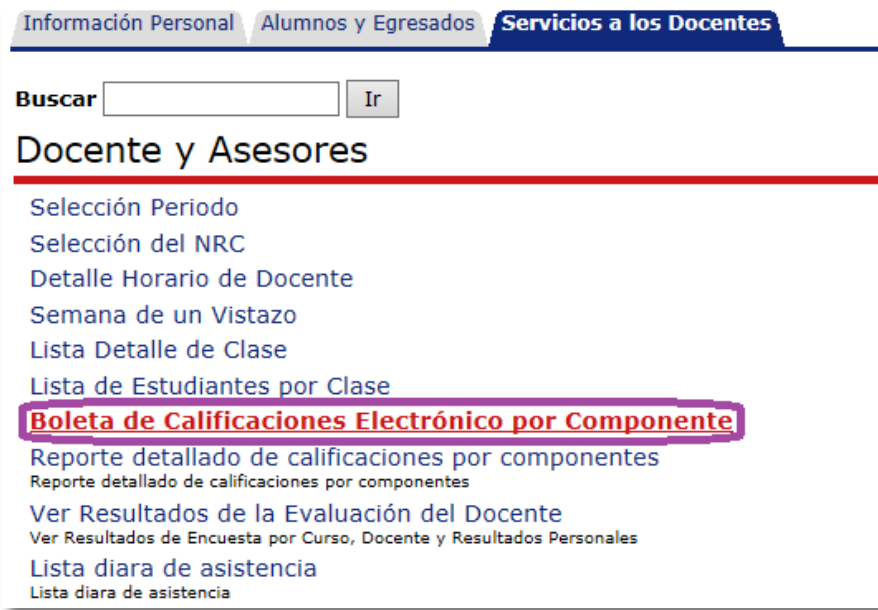 Información Personal Alumnos y Egresados Servicios a los Docentes
Buscar Ir
Docente y Asesores
Selección Periodo
Selección del NRC
Detalle Horario de Docente
Semana de un Vistazo
Lista Detalle de Clase
Lista de Estudiantes por Clase
Boleta de Calificaciones Electrónico por Componente
Reporte detallado de calificaciones por componentes
Reporte detallado de calificaciones por componentes
Ver Resultados de la Evaluación del Docente
Ver Resultados de Encuesta por Curso, Docente y Resultados Personales
Lista diara de asistencia
Lista diara de asistencia